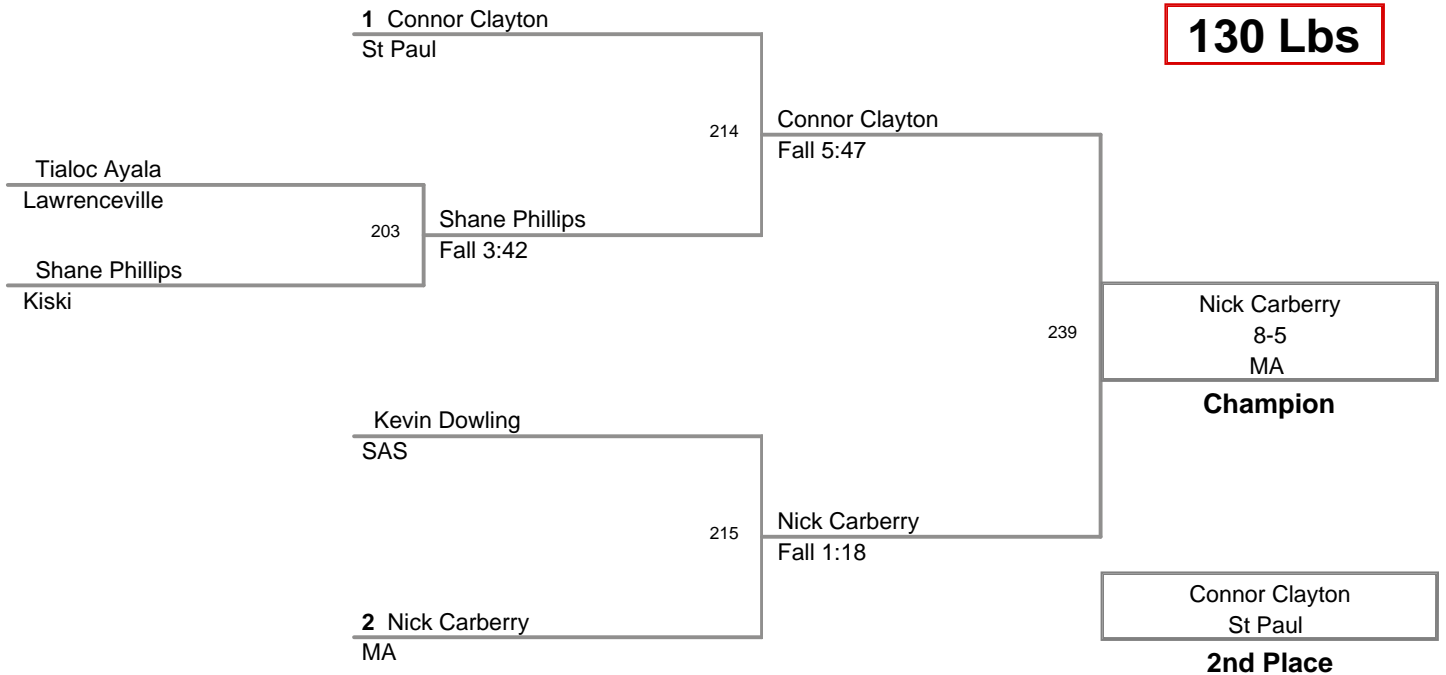 130 Lbs
1 Connor Clayton
St Paul
214
Connor Clayton
Fall 5:47
Tialoc Ayala
Lawrenceville
203
Shane Phillips
Fall 3:42
Shane Phillips
Kiski
239
Nick Carberry
8-5
MA
Champion
Kevin Dowling
SAS
215
Nick Carberry
Fall 1:18
2 Nick Carberry
MA
Connor Clayton
St Paul
2nd Place